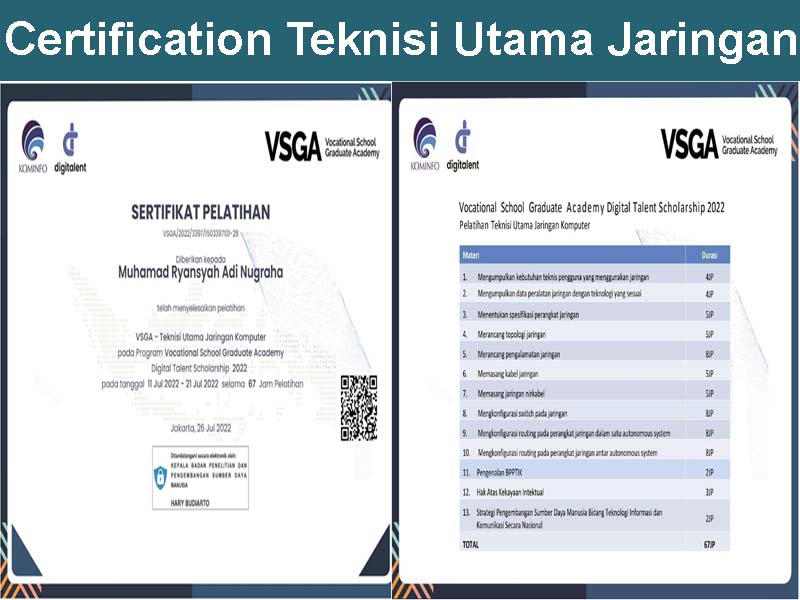 Certification Teknisi Utama Jaringan
KOMINFO
digitalent
VSGA Vocational School
Graduate Academy
SERTIFIKAT PELATIHAN
Diberikan kepada
Muhamad Ryansyah Adi Nugraha
telah menyelesaikan pelatihan
VSGA - Teknisi Utama Jaringan Komputer
pada Program Vocational School Graduate Academy
Digital Talent Scholarship 2022
pada tanggal 11 Jul 2022 - 21 Jul 2022 selama 67 Jam Pelatihan
Jakarta, 26 Jul 2022
Ditandatangani secara elektronik oleh:
KEPALA BADAN PENELITIAN DAN
PENGEMBANGAN SUMBER DAYA
MANUSIA
HARY BUDIARTO
KOMINFO
digitalent
VSGA Vocational School
Graduate Academy
Vocational School Graduate Academy Digital Talent Scholarship 2022
Pelatihan Teknisi Utama Jaringan Komputer
Materi Durasi
1. Mengumpulkan kebutuhan teknis pengguna yang menggunakan jaringan 4JP
2. Mengumpulkan data peralatan jaringan dengan teknologi yang sesuai 4JP
3. Menentukan spesifikasi perangkat jaringan 5JP
4. Merancang topologi jaringan 5JP
5. Merancang pengalamatan jaringan 8JP
6. Memasang kabel jaringan 5JP
7. Memasang jaringan nirkabel 5JP
8. Mengkonfigurasi switch pada jaringan 8JP
9. Mengkonfigurasi routing pada perangkat jaringan dalam satu autonomous system 8JP
10. Mengkonfigurasi routing pada perangkat jaringan antar autonomous system 8JP
11. Pengenalan BPPTIK 2JP
12. Hak Atas Kekayaan Intektual 3JP
13. Strategi Pengembangan Sumber Daya Manusia Bidang Teknologi Informasi dan
Komunikasi Secara Nasional 2JP
TOTAL 67JP